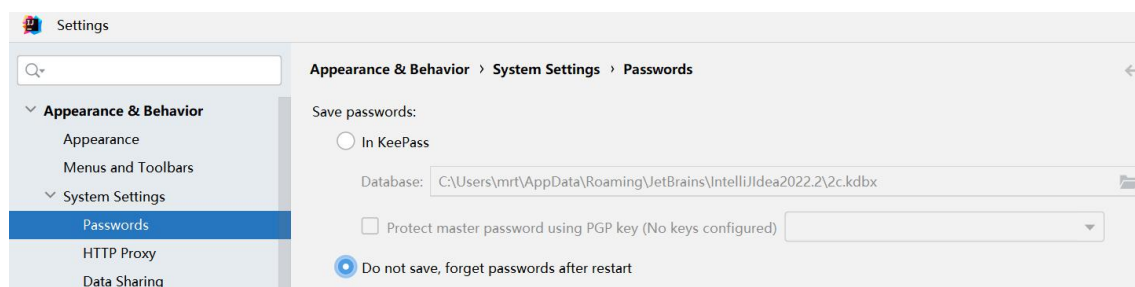 Settings
Appearance & Behavior › System Settings › Passwords
Appearance & Behavior
Appearance
Menus and Toolbars
System Settings
Passwords
HTTP Proxy
Data Sharing
Save passwords:
In KeePass
Database: C:\Users\mrt\AppData\Roaming\JetBrains\IntelliJIdea2022.2\2c.kdbx
Protect master password using PGP key (No keys configured)
Do not save, forget passwords after restart